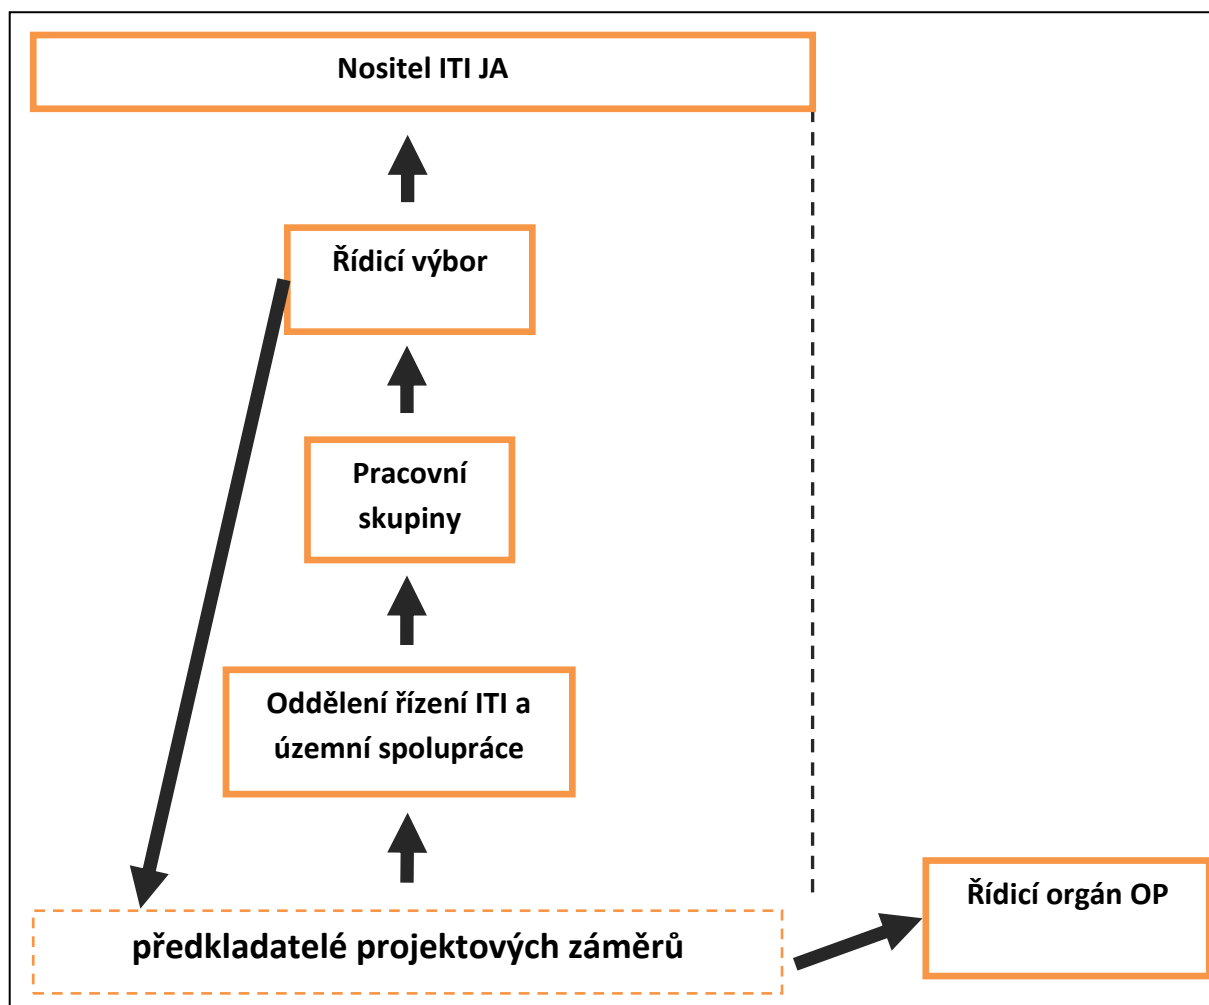 Nositel ITI JA
Řídicí výbor
Pracovní
skupiny
Oddělení řízení ITI a
územní spolupráce
předkladatelé projektových záměrů
Řídicí orgán OP